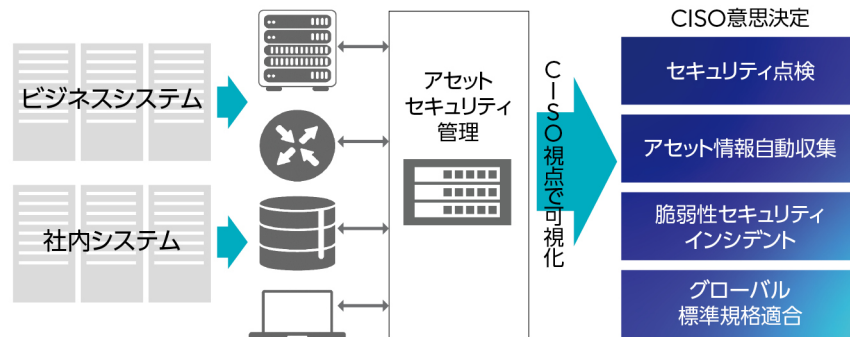 ビジネスシステム
社内システム
アセット
セキュリティ
管理
CISO視点で可視化
CISO意思決定
セキュリティ点検
アセット情報自動収集
脆弱性セキュリティ
インシデント
グローバル
標準規格適合